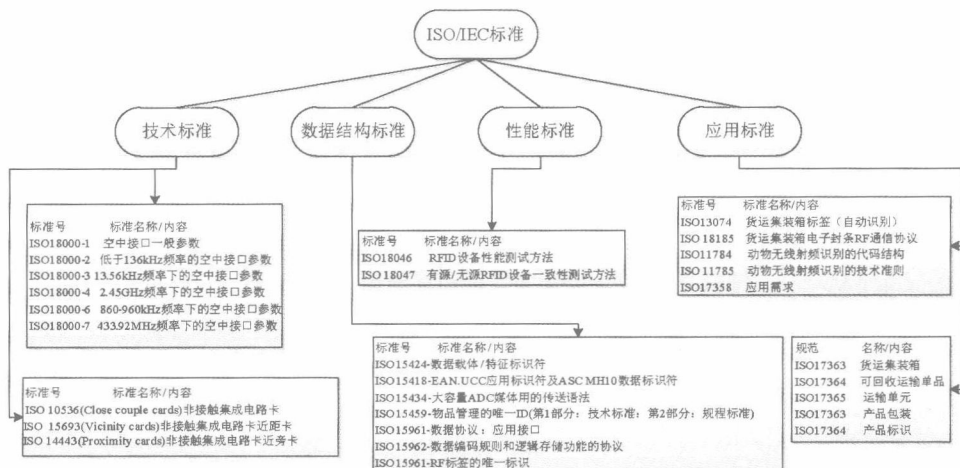 ISO/IEC标准
技术标准
数据结构标准
性能标准
应用标准
标准号 标准名称/内容
ISO18000-1 空中接口一般参数
ISO18000-2 低于136kHz频率的空中接口参数
ISO18000-3 13.56kHz频率下的空中接口参数
ISO18000-4 2.45GHz频率下的空中接口参数
ISO18000-6 860-960kHz频率下的空中接口参数
ISO18000-7 433.92MHz频率下的空中接口参数
标准号 标准名称/内容
ISO 10536(Close couple cards)非接触集成电路卡
ISO 15693(Vicinity cards)非接触集成电路卡近距卡
ISO 14443(Proximity cards)非接触集成电路卡近旁卡
标准号 标准名称/内容
ISO18046 RFID设备性能测试方法
ISO 18047 有源/无源RFID设备一致性测试方法
标准号 标准名称/内容
ISO15424-数据载体/特征标识符
ISO15418-EAN.UCC应用标识符及ASC MH10数据标识符
ISO15434-大容量ADC媒体用的传送语法
ISO15459-物品管理的唯一ID(第1部分：技术标准：第2部分：规程标准)
ISO15961-数据协议：应用接口
ISO15962-数据编码规则和逻辑存储功能的协议
ISO15961-RF标签的唯一标识
标准号 标准名称/内容
ISO13074 货运集装箱标签（自动识别）
ISO 18185 货运集装箱电子封条RF通信协议
ISO11784 动物无线射频识别的代码结构
ISO 11785 动物无线射频识别的技术准则
ISO17358 应用需求
规范 名称/内容
ISO17363 货运集装箱
ISO17364 可回收运输单品
ISO17365 运输单元
ISO17363 产品包装
ISO17364 产品标识